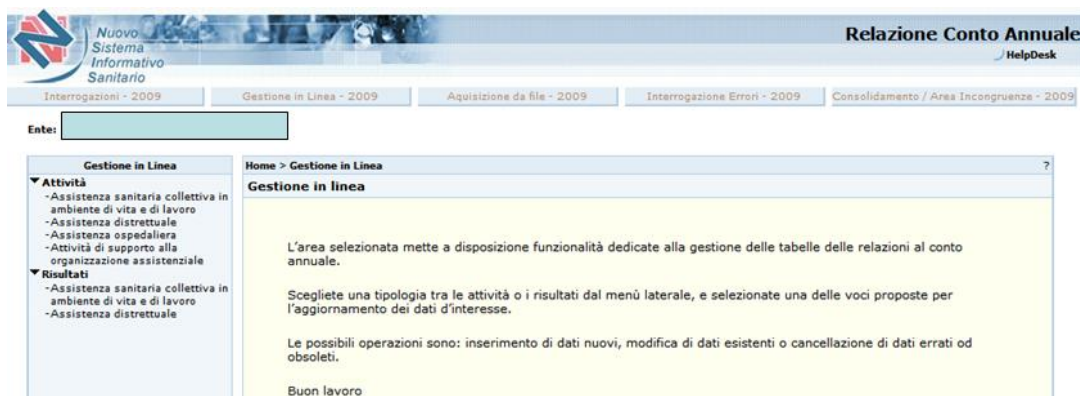 Nuovo
Sistema
Informativo
Sanitario
Relazione Conto Annuale
HelpDesk
Interrogazioni - 2009
Gestione in Linea - 2009
Aquisizione da file - 2009
Interrogazione Errori - 2009
Consolidamento / Area Incongruenze - 2009
Ente:
Gestione in Linea
Attività
-Assistenza sanitaria collettiva in
ambiente di vita e di lavoro
-Assistenza distrettuale
-Assistenza ospedaliera
-Attività di supporto alla
organizzazione assistenziale
Risultati
-Assistenza sanitaria collettiva in
ambiente di vita e di lavoro
-Assistenza distrettuale
Home > Gestione in Linea
?
Gestione in linea
L'area selezionata mette a disposizione funzionalità dedicate alla gestione delle tabelle delle relazioni al conto
annuale.
Scegliete una tipologia tra le attività o i risultati dal menù laterale, e selezionate una delle voci proposte per
l'aggiornamento dei dati d'interesse.
Le possibili operazioni sono: inserimento di dati nuovi, modifica di dati esistenti o cancellazione di dati errati od
obsoleti.
Buon lavoro